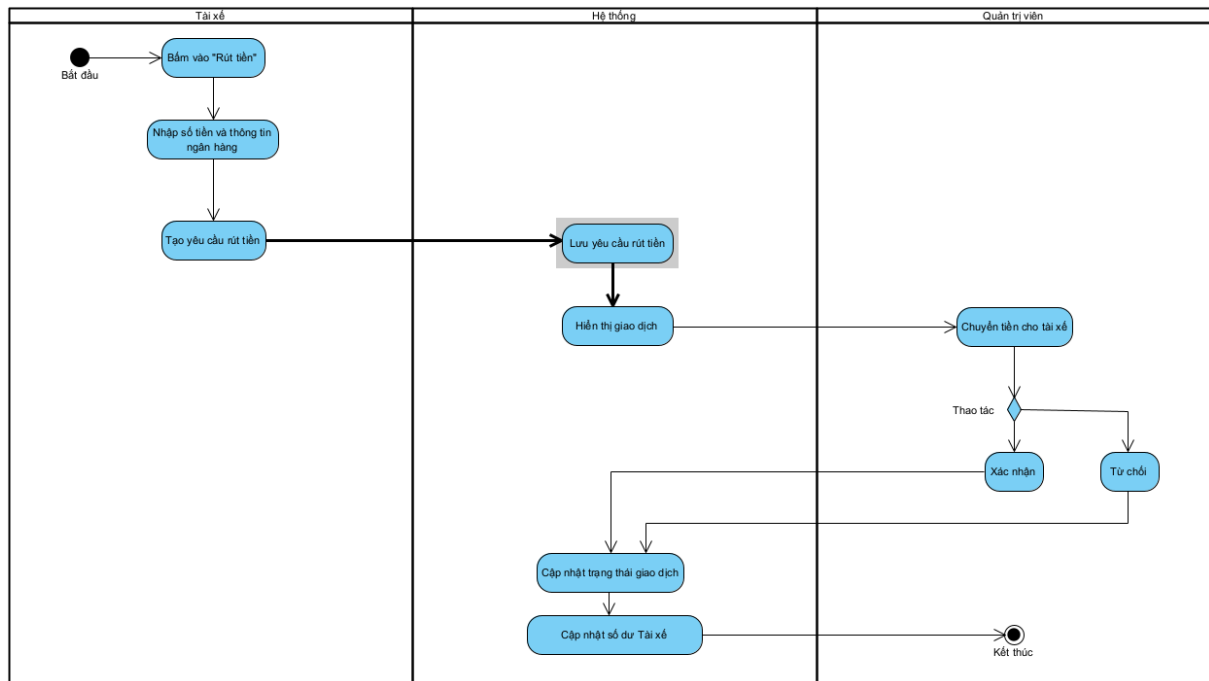 Tài xế
Hệ thống
Quản trị viên
Bắt đầu
Bấm vào "Rút tiền"
Nhập số tiền và thông tin
ngân hàng
Tạo yêu cầu rút tiền
Lưu yêu cầu rút tiền
Hiển thị giao dịch
Chuyển tiền cho tài xế
Thao tác
Xác nhận
Từ chối
Cập nhật trạng thái giao dịch
Cập nhật số dư Tài xế
Kết thúc